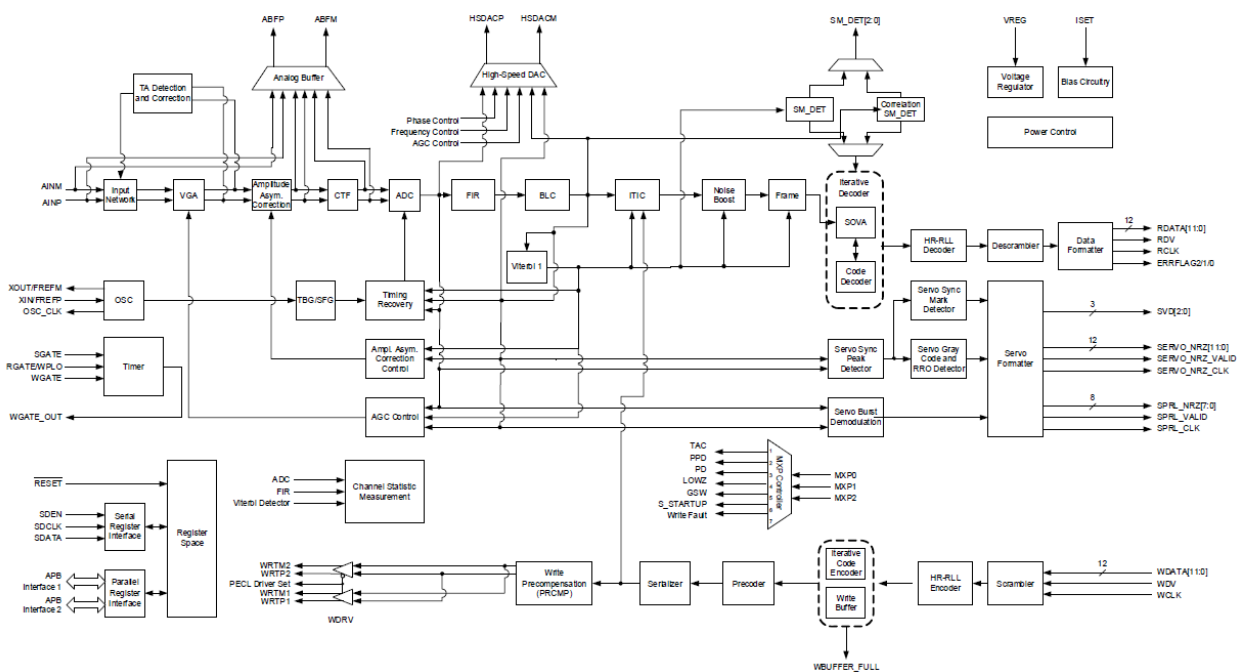 ABFP
ABFM
HSDACP
HSDACM
SM_DET[2:0]
VREG
ISET
TA Detection
and Correction
Analog Buffer
High-Speed DAC
Voltage
Regulator
Bias Circuitry
SM_DET
Correlation
SM_DET
Phase Control
Frequency Control
AGC Control
Power Control
AINM
AINP
Input
Network
VGA
Amplitude
Asym.
Correction
CTF
ADC
FIR
BLC
ITIC
Noise
Boost
Frame
Iterative
Decoder
SOVA
Code
Decoder
HR-RLL
Decoder
Descrambler
Data
Formatter
12
RDATA[11:0]
RDV
RCLK
ERRFLAG2/1/0
Viterbi 1
XOUT/FREFM
XIN/FREFP
OSC_CLK
OSC
TBG/SFG
Timing
Recovery
Servo Sync
Mark
Detector
3
SVD[2:0]
SGATE
RGATE/WPLO
WGATE
Timer
WGATE_OUT
Ampl. Asym.
Correction
Control
Servo Sync
Peak
Detector
Servo Gray
Code and
RRO Detector
Servo
Formatter
12
SERVO_NRZ[11:0]
SERVO_NRZ_VALID
SERVO_NRZ_CLK
AGC Control
Servo Burst
Demodulation
8
SPRL_NRZ[7:0]
SPRL_VALID
SPRL_CLK
RESET
SDEN
SDCLK
SDATA
Serial
Register
Interface
Register
Space
APB
Interface 1
APB
Interface 2
Parallel
Register
Interface
ADC
FIR
Viterbi Detector
Channel Statistic
Measurement
TAC
PPD
PD
LOWZ
GSW
S_STARTUP
Write Fault
1
2
3
4
5
6
7
MXP Controller
MXP0
MXP1
MXP2
WRTM2
WRTP2
PECL Driver Set
WRTM1
WRTP1
WDRV
Write
Precompensation
(PRCMP)
Serializer
Precoder
Iterative
Code
Encoder
Write
Buffer
HR-RLL
Encoder
Scrambler
12
WDATA[11:0]
WDV
WCLK
WBUFFER_FULL